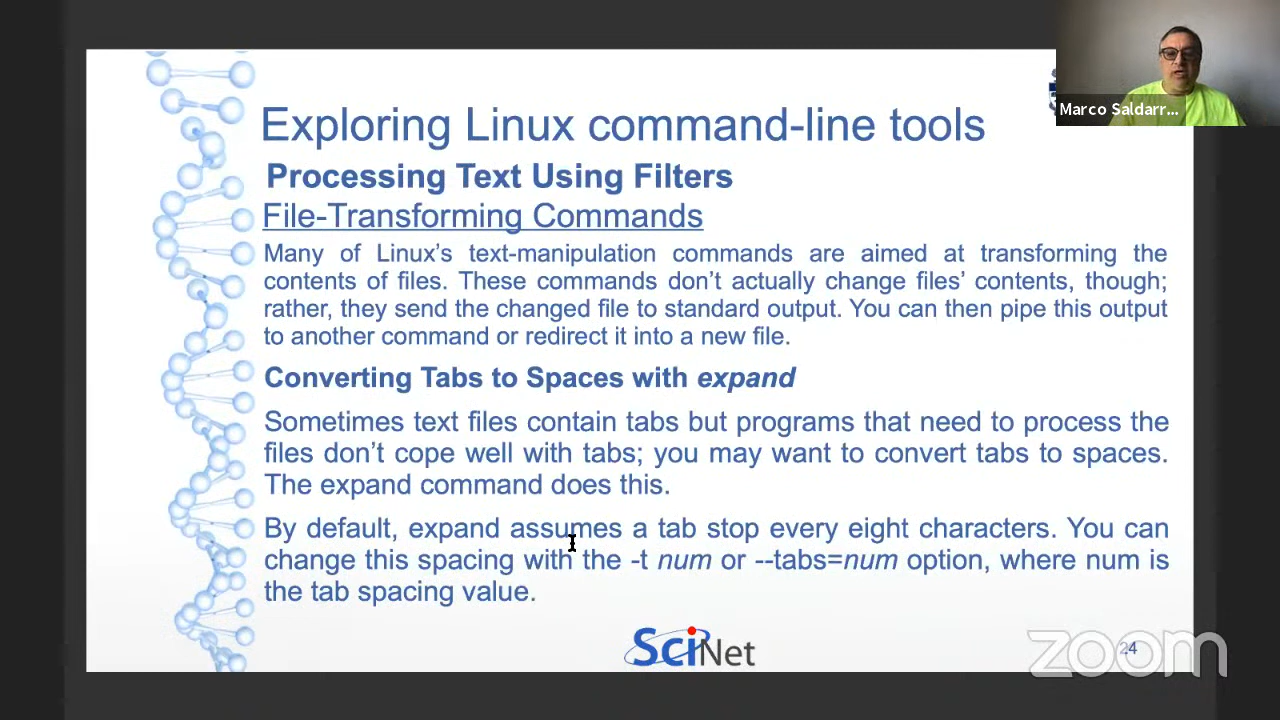 Marco Saldarr...
Exploring Linux command-line tools
Processing Text Using Filters
File-Transforming Commands
Many of Linux’s text-manipulation commands are aimed at transforming the
contents of files. These commands don’t actually change files’ contents, though;
rather, they send the changed file to standard output. You can then pipe this output
to another command or redirect it into a new file.
Converting Tabs to Spaces with expand
Sometimes text files contain tabs but programs that need to process the
files don’t cope well with tabs; you may want to convert tabs to spaces.
The expand command does this.
By default, expand assumes a tab stop every eight characters. You can
change this spacing with the -t num or --tabs=num option, where num is
the tab spacing value.
SciNet
24
zoom